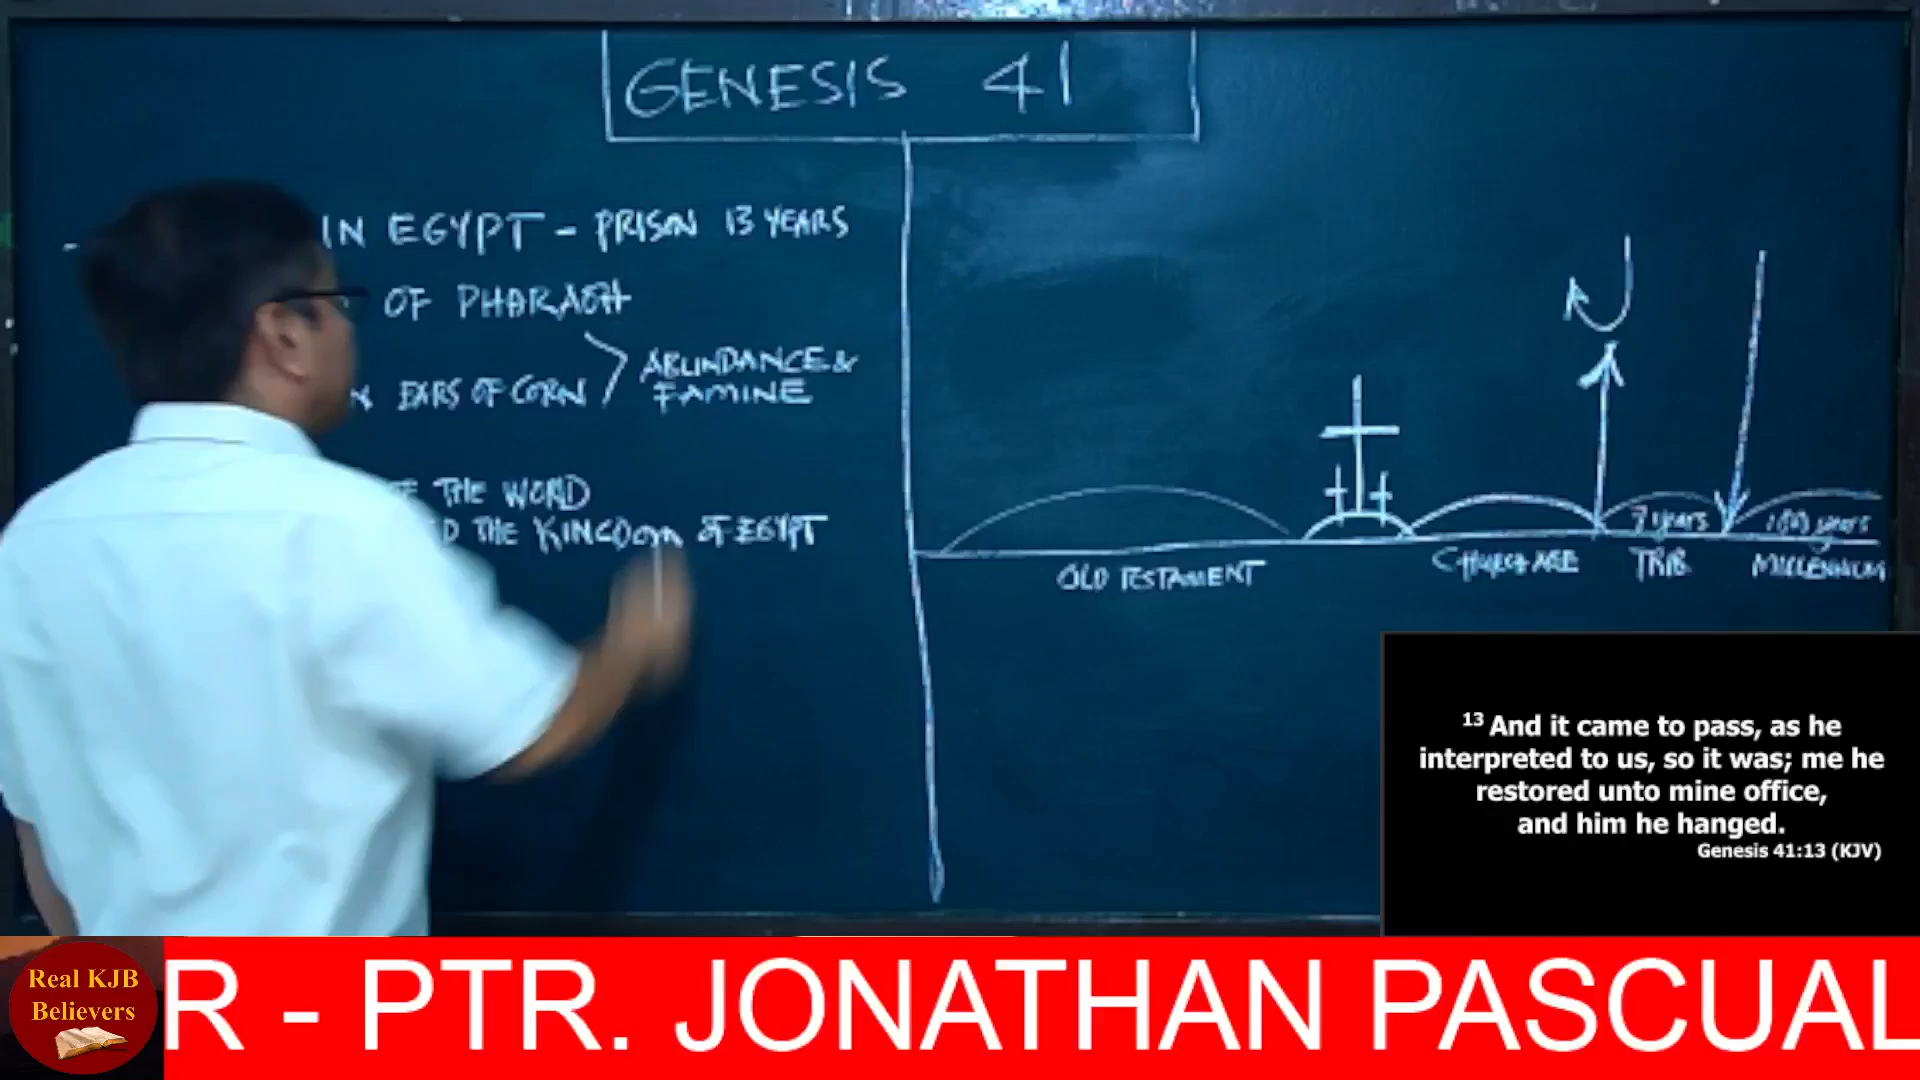 GENESIS 41
IN EGYPT - PRISON 13 YEARS
OF PHARAOH
ABUNDANCE &
EARS OF CORN
FAMINE
THE WORD
THE KINGDOM OF EGYPT
7 years
years
OLD TESTAMENT
CHURCH AGE
TRIB
MILLENNIUM
13 And it came to pass, as he
interpreted to us, so it was; me he
restored unto mine office,
and him he hanged.
Genesis 41:13 (KJV)
Real KJB
Believers
R - PTR. JONATHAN PASCUAL